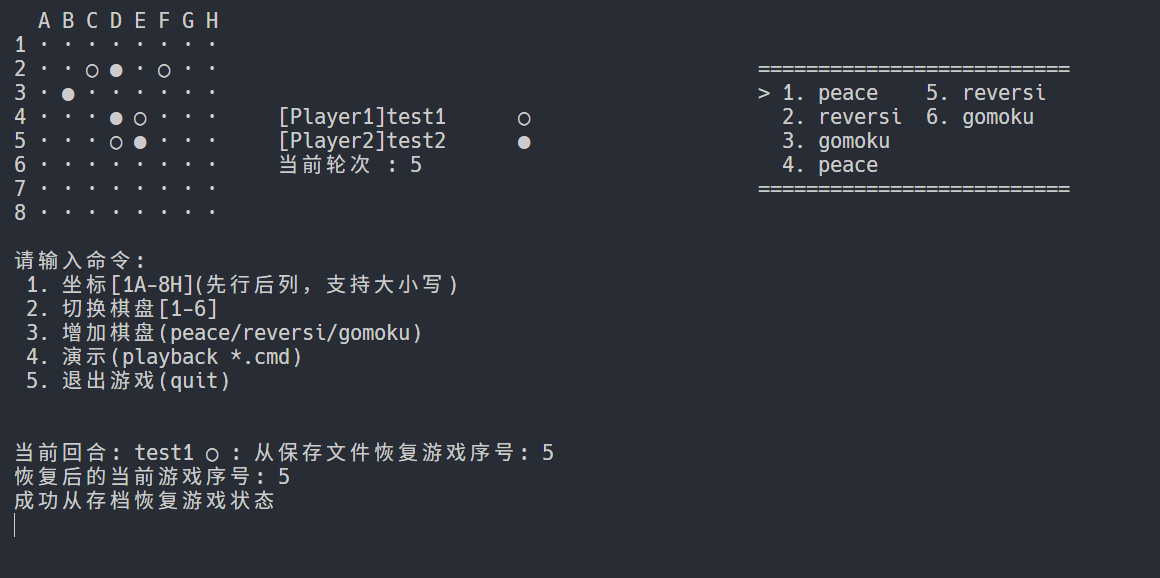 A B C D E F G H
1 · · · · · · · ·
2 · · ○ ● · ○ · ·                                             ==========================
3 · ● · · · · · ·                                             > 1. peace    5. reversi
4 · · · ● ○ · · ·     [Player1]test1      ○                     2. reversi  6. gomoku
5 · · · ○ ● · · ·     [Player2]test2      ●                     3. gomoku
6 · · · · · · · ·     当前轮次 : 5                              4. peace
7 · · · · · · · ·                                             ==========================
8 · · · · · · · ·
请输入命令:
 1. 坐标[1A-8H](先行后列, 支持大小写)
 2. 切换棋盘[1-6]
 3. 增加棋盘(peace/reversi/gomoku)
 4. 演示(playback *.cmd)
 5. 退出游戏(quit)
当前回合: test1 ○ : 从保存文件恢复游戏序号: 5
恢复后的当前游戏序号: 5
成功从存档恢复游戏状态